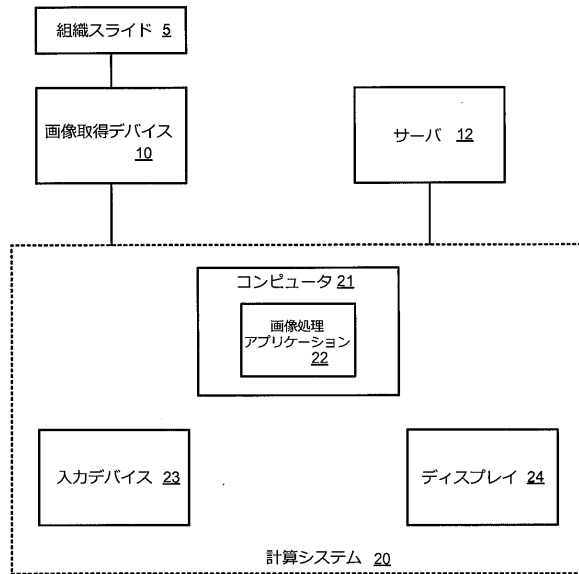 組織スライド 5
画像取得デバイス
10
サーバ 12
コンピュータ 21
画像処理
アプリケーション
22
入力デバイス 23
ディスプレイ 24
計算システム 20